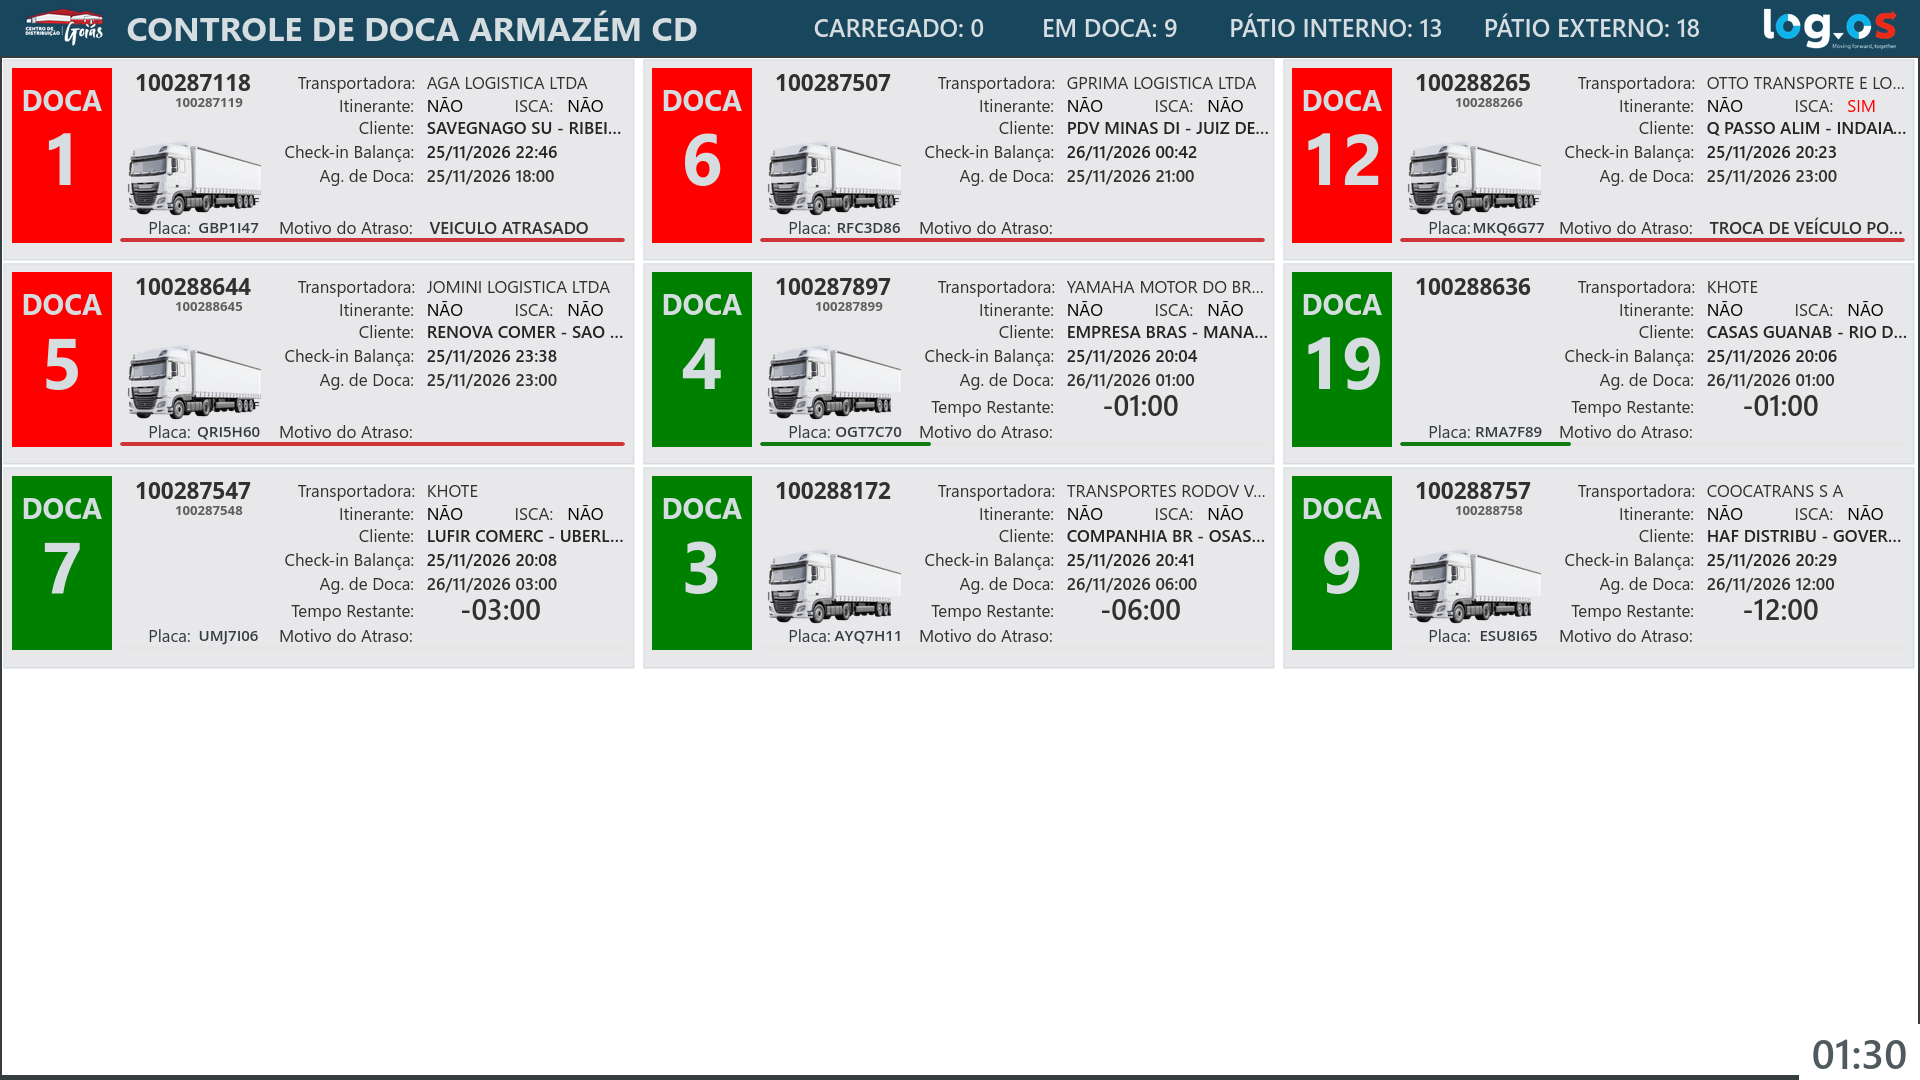 CENTRO DE DISTRIBUIÇÃO Goiás
CONTROLE DE DOCA ARMAZÉM CD
CARREGADO: 0
EM DOCA: 9
PÁTIO INTERNO: 13
PÁTIO EXTERNO: 18
log.os
Moving forward, together
DOCA
1
100287118
100287119
Transportadora: AGA LOGISTICA LTDA
Itinerante: NÃO ISCA: NÃO
Cliente: SAVEGNAGO SU - RIBEI...
Check-in Balança: 25/11/2026 22:46
Ag. de Doca: 25/11/2026 18:00
Placa: GBP1I47 Motivo do Atraso: VEICULO ATRASADO
DOCA
6
100287507
Transportadora: GPRIMA LOGISTICA LTDA
Itinerante: NÃO ISCA: NÃO
Cliente: PDV MINAS DI - JUIZ DE...
Check-in Balança: 26/11/2026 00:42
Ag. de Doca: 25/11/2026 21:00
Placa: RFC3D86 Motivo do Atraso:
DOCA
12
100288265
100288266
Transportadora: OTTO TRANSPORTE E LO...
Itinerante: NÃO ISCA: SIM
Cliente: Q PASSO ALIM - INDAIA...
Check-in Balança: 25/11/2026 20:23
Ag. de Doca: 25/11/2026 23:00
Placa: MKQ6G77 Motivo do Atraso: TROCA DE VEÍCULO PO...
DOCA
5
100288644
100288645
Transportadora: JOMINI LOGISTICA LTDA
Itinerante: NÃO ISCA: NÃO
Cliente: RENOVA COMER - SAO ...
Check-in Balança: 25/11/2026 23:38
Ag. de Doca: 25/11/2026 23:00
Placa: QRI5H60 Motivo do Atraso:
DOCA
4
100287897
100287899
Transportadora: YAMAHA MOTOR DO BR...
Itinerante: NÃO ISCA: NÃO
Cliente: EMPRESA BRAS - MANA...
Check-in Balança: 25/11/2026 20:04
Ag. de Doca: 26/11/2026 01:00
Tempo Restante: -01:00
Placa: OGT7C70 Motivo do Atraso:
DOCA
19
100288636
Transportadora: KHOTE
Itinerante: NÃO ISCA: NÃO
Cliente: CASAS GUANAB - RIO D...
Check-in Balança: 25/11/2026 20:06
Ag. de Doca: 26/11/2026 01:00
Tempo Restante: -01:00
Placa: RMA7F89 Motivo do Atraso:
DOCA
7
100287547
100287548
Transportadora: KHOTE
Itinerante: NÃO ISCA: NÃO
Cliente: LUFIR COMERC - UBERL...
Check-in Balança: 25/11/2026 20:08
Ag. de Doca: 26/11/2026 03:00
Tempo Restante: -03:00
Placa: UMJ7I06 Motivo do Atraso:
DOCA
3
100288172
Transportadora: TRANSPORTES RODOV V...
Itinerante: NÃO ISCA: NÃO
Cliente: COMPANHIA BR - OSAS...
Check-in Balança: 25/11/2026 20:41
Ag. de Doca: 26/11/2026 06:00
Tempo Restante: -06:00
Placa: AYQ7H11 Motivo do Atraso:
DOCA
9
100288757
100288758
Transportadora: COOCATRANS S A
Itinerante: NÃO ISCA: NÃO
Cliente: HAF DISTRIBU - GOVER...
Check-in Balança: 25/11/2026 20:29
Ag. de Doca: 26/11/2026 12:00
Tempo Restante: -12:00
Placa: ESU8I65 Motivo do Atraso:
01:30